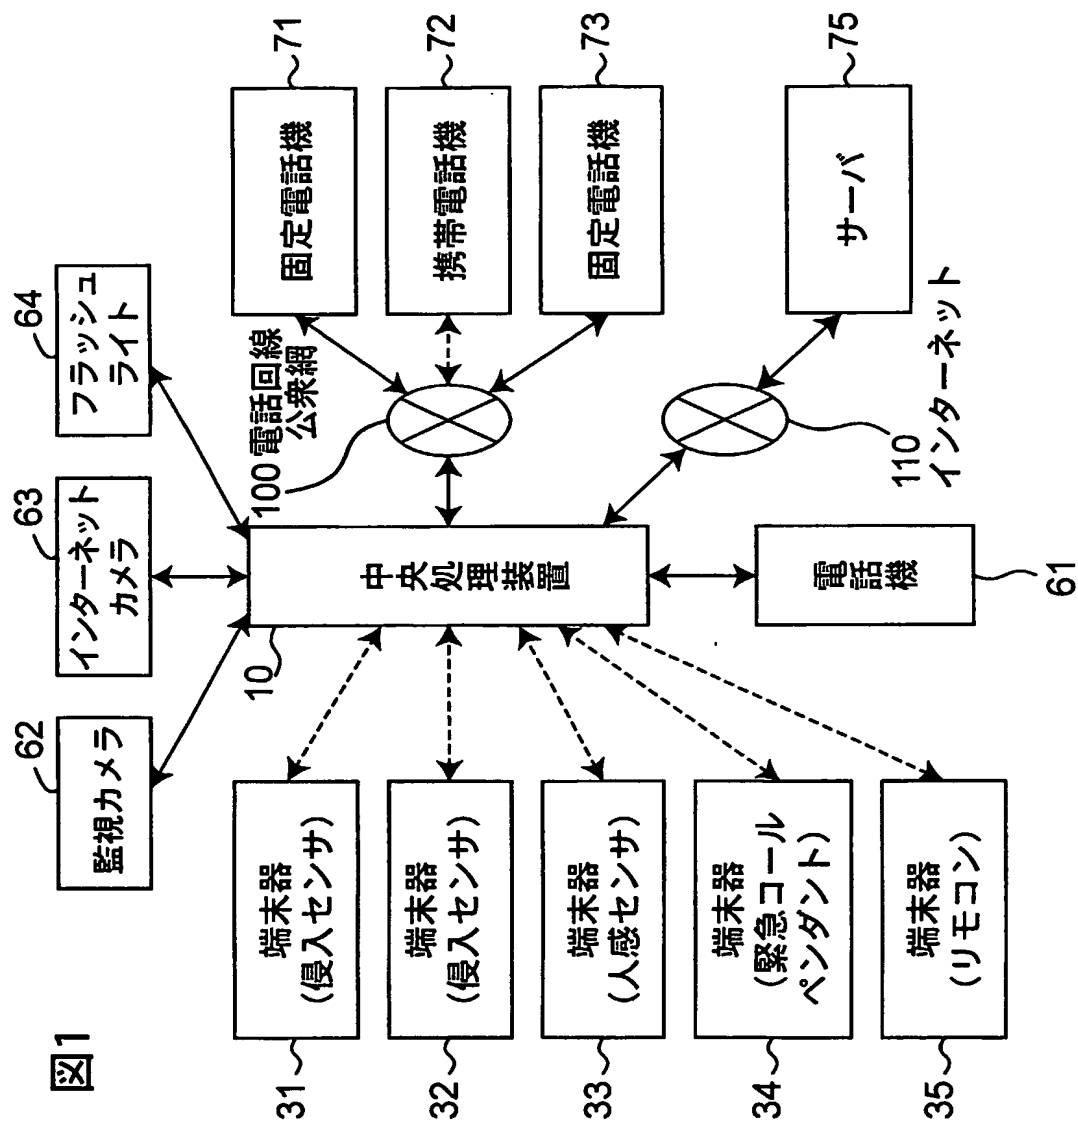 図1
62
監視カメラ
63
インターネット
カメラ
64
フラッシュ
ライト
31
端末器
(侵入センサ)
32
端末器
(侵入センサ)
33
端末器
(人感センサ)
34
端末器
(緊急コール
ペンダント)
35
端末器
(リモコン)
10
中央処理装置
61
電話機
100 電話回線
公衆網
110
インターネット
71
固定電話機
72
携帯電話機
73
固定電話機
75
サーバ